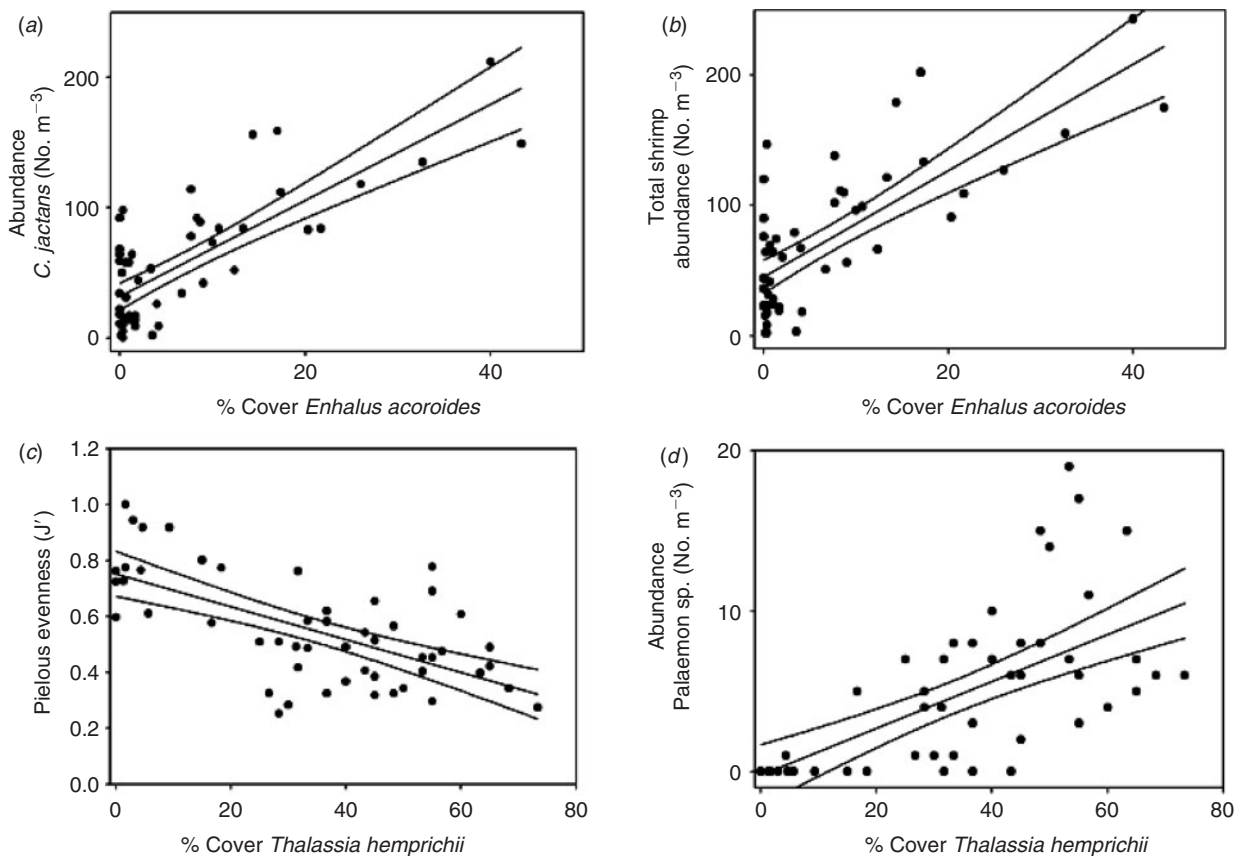 (a)
Abundance
C. jactans (No. m−3)
200
100
0
0 20 40
% Cover Enhalus acoroides
(b)
Total shrimp
abundance (No. m−3)
200
100
0
0 20 40
% Cover Enhalus acoroides
(c)
Pielous evenness (J′)
1.2
1.0
0.8
0.6
0.4
0.2
0.0
0 20 40 60 80
% Cover Thalassia hemprichii
(d)
Abundance
Palaemon sp. (No. m−3)
20
10
0
0 20 40 60 80
% Cover Thalassia hemprichii